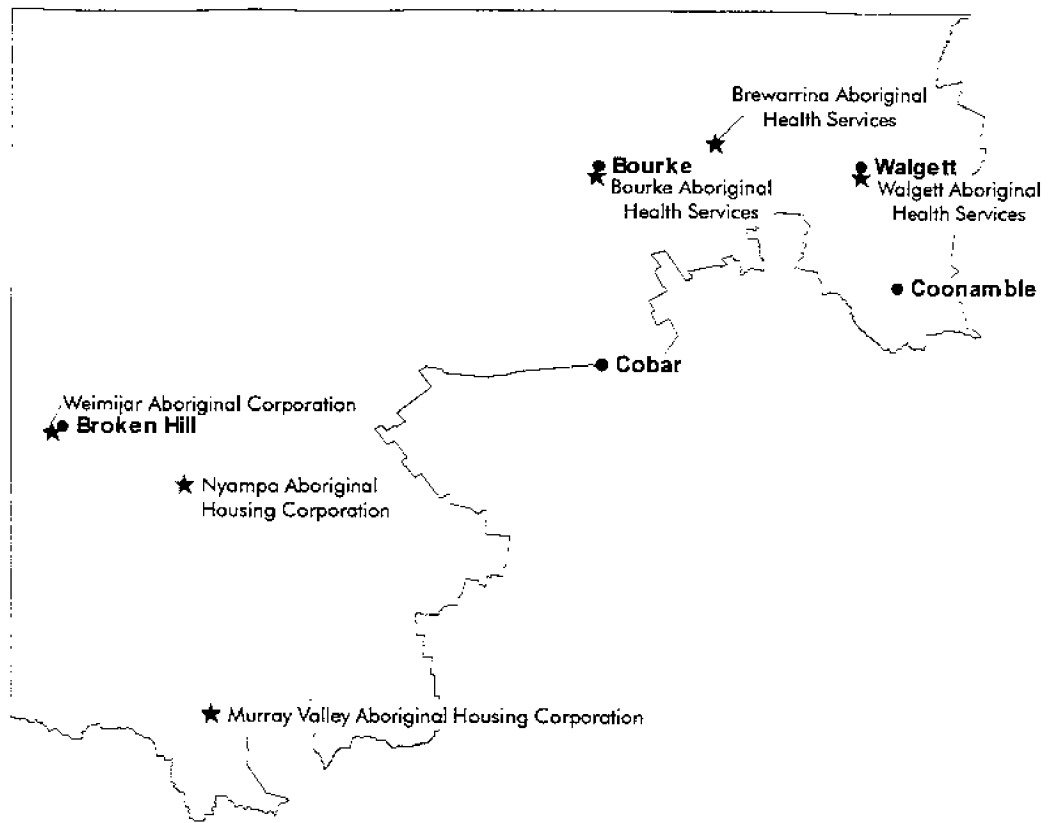 Brewarrina Aboriginal
Health Services
Bourke
Bourke Aboriginal
Health Services
Walgett
Walgett Aboriginal
Health Services
Coonamble
Cobar
Weimijar Aboriginal Corporation
Broken Hill
Nyampa Aboriginal
Housing Corporation
Murray Valley Aboriginal Housing Corporation